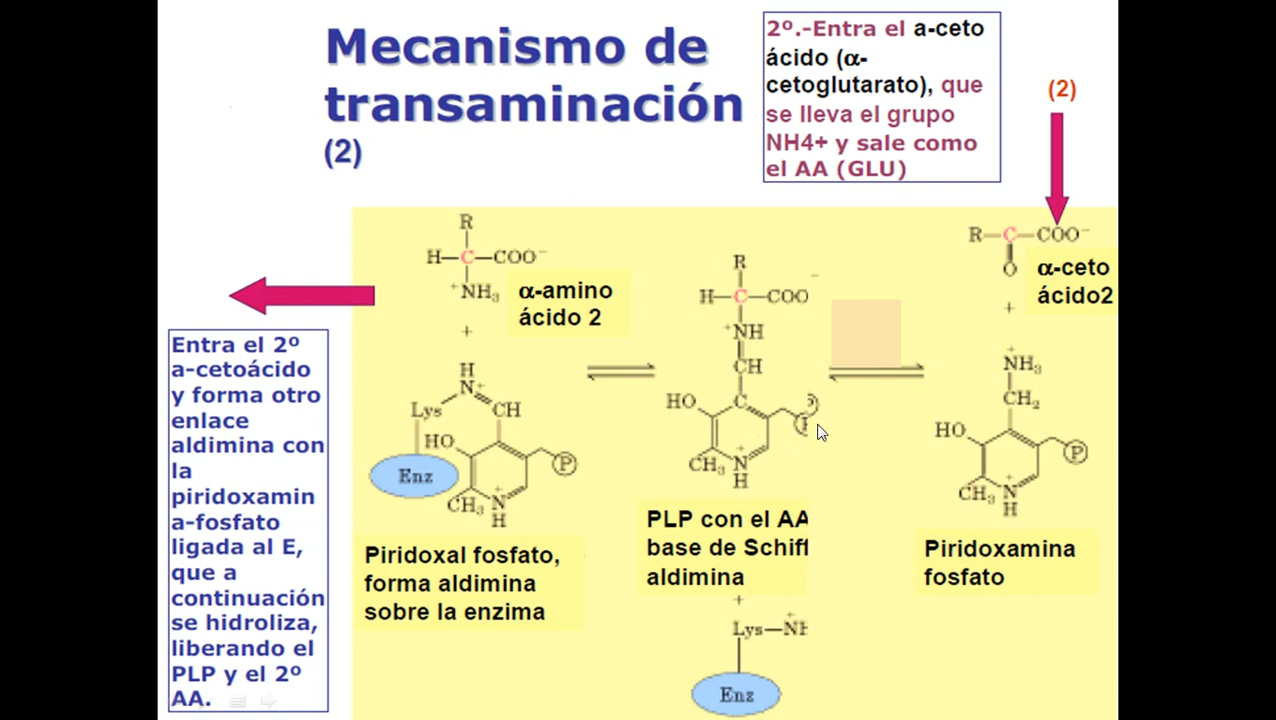 Mecanismo de
transaminación
(2)
2º.-Entra el a-ceto
ácido (α-
cetoglutarato), que
se lleva el grupo
NH4+ y sale como
el AA (GLU)
(2)
R
H—C—COO⁻
⁺NH₃
α-amino
ácido 2
+
H
N⁺
Lys
CH
HO
Enz
P
CH₃
N⁺
H
Piridoxal fosfato,
forma aldimina
sobre la enzima
R
H—C—COO⁻
⁺NH
CH
HO
C
CH₃
N⁺
H
PLP con el AA
base de Schiff
aldimina
+
Lys—NH⁺
Enz
R—C—COO⁻
O
α-ceto
ácido2
+
⁺NH₃
CH₂
HO
P
CH₃
N⁺
H
Piridoxamina
fosfato
Entra el 2º
a-cetoácido
y forma otro
enlace
aldimina con
la
piridoxamin
a-fosfato
ligada al E,
que a
continuación
se hidroliza,
liberando el
PLP y el 2º
AA.